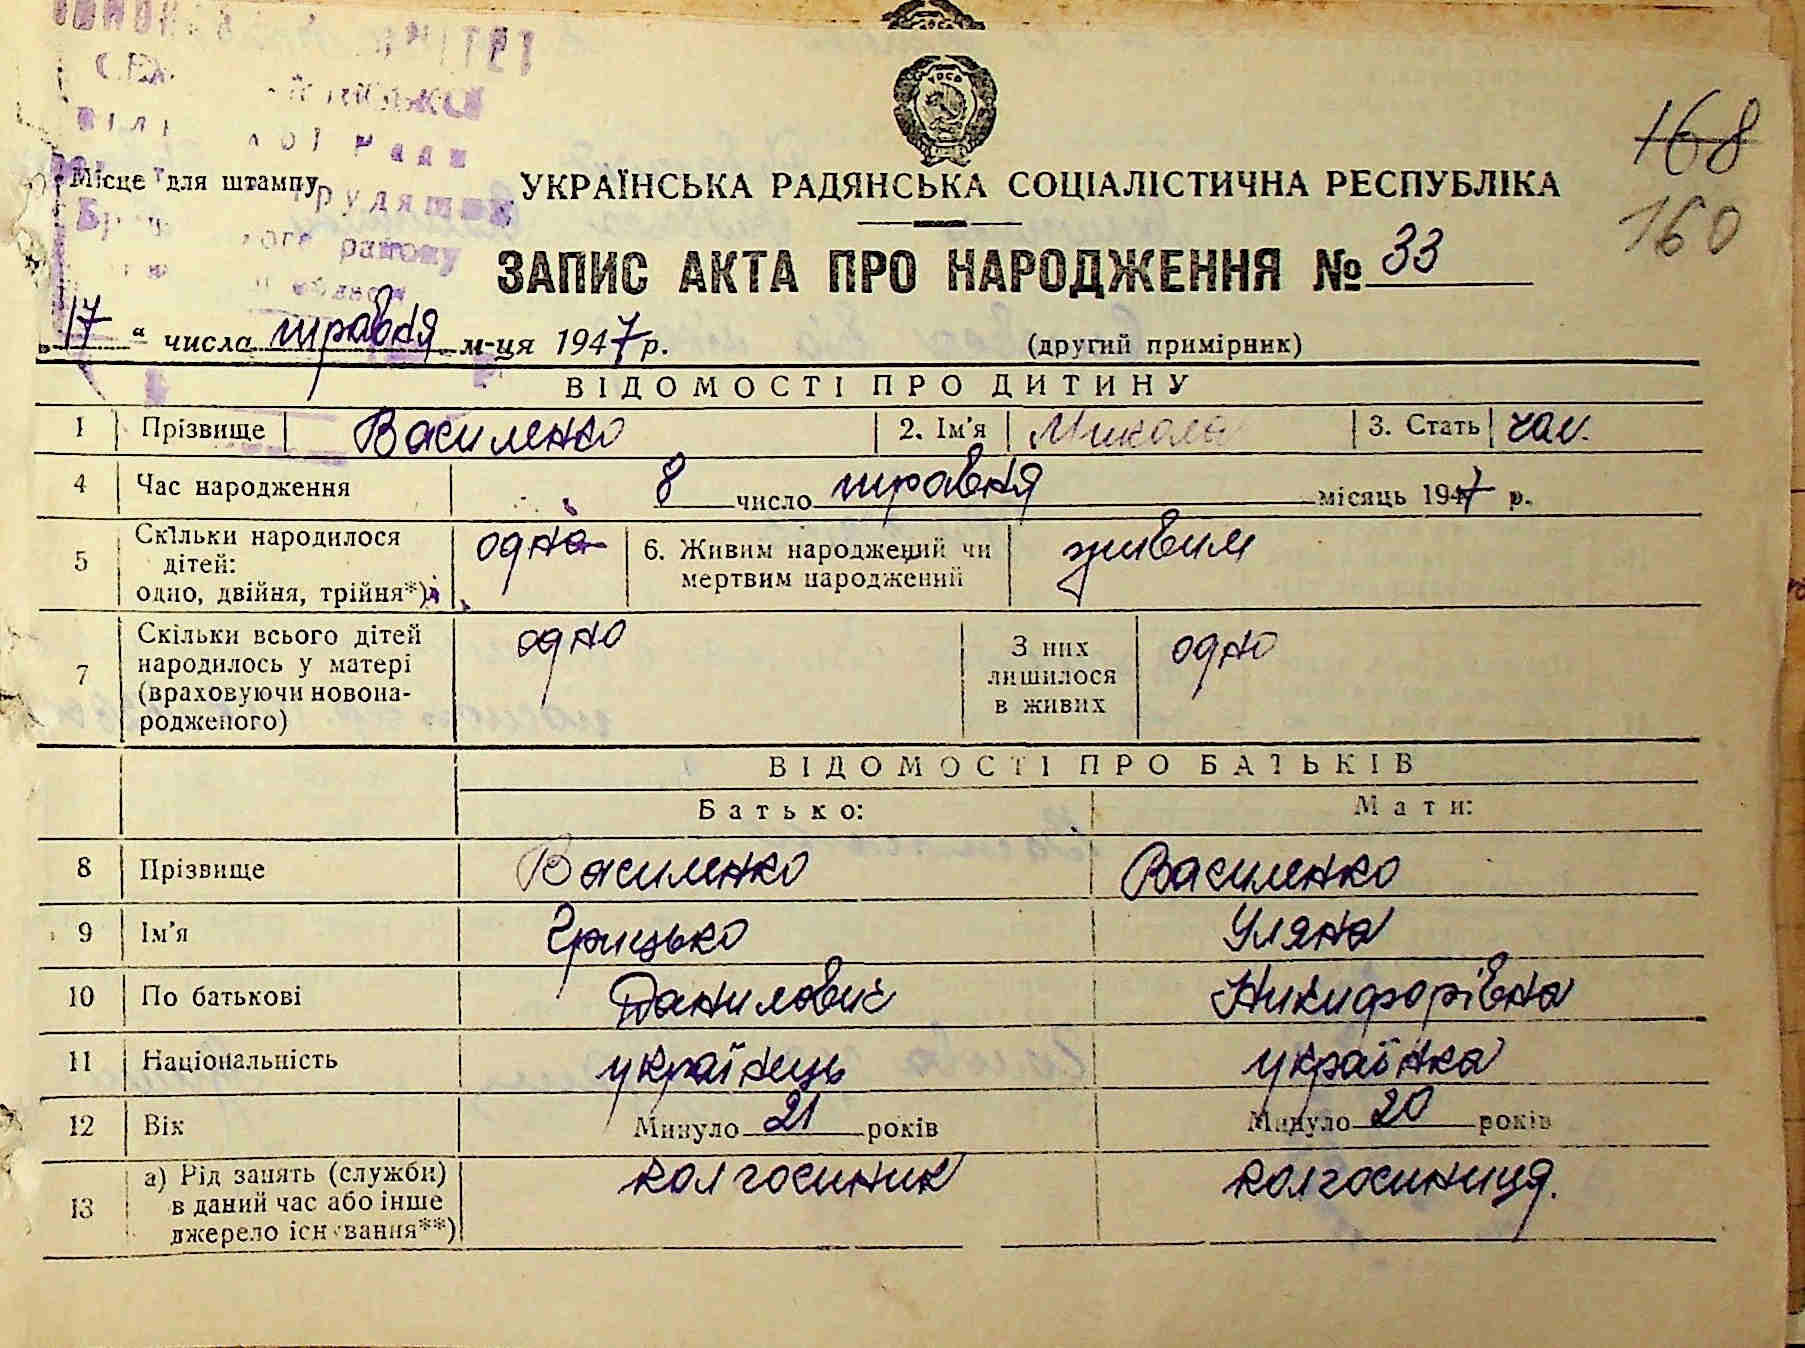 168
160
Місце для штампу
трудящих
району
УКРАЇНСЬКА РАДЯНСЬКА СОЦІАЛІСТИЧНА РЕСПУБЛІКА
ЗАПИС АКТА ПРО НАРОДЖЕННЯ № 33
17 " числа травня м-ця 1947 р. (другий примірник)
ВІДОМОСТІ ПРО ДИТИНУ
1 Прізвище Василенко 2. Ім'я Микола 3. Стать чол.
4 Час народження 8 число травня місяць 1947 р.
5 Скільки народилося дітей: одно, двійня, трійня*) одно 6. Живим народжений чи мертвим народжений живим
7 Скільки всього дітей народилось у матері (враховуючи новонародженого) одно З них лишилося в живих одно
ВІДОМОСТІ ПРО БАТЬКІВ
Батько: Мати:
8 Прізвище Василенко Василенко
9 Ім'я Грицько Уляна
10 По батькові Данилович Никифорівна
11 Національність українець українка
12 Вік Минуло 21 років Минуло 20 років
13 а) Рід занять (служби) в даний час або інше джерело існування**) колгоспник колгоспниця.